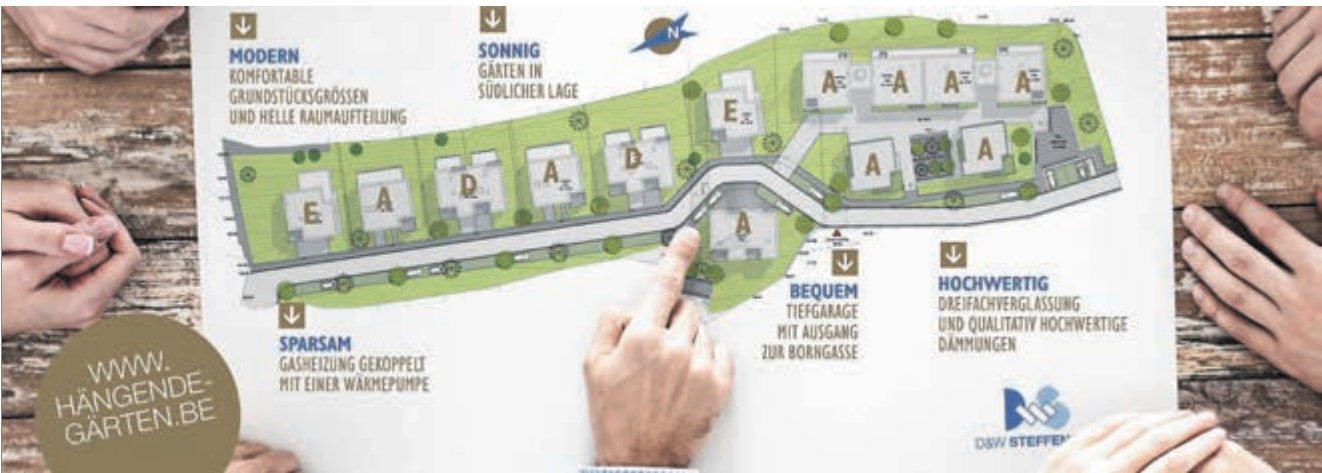 MODERN
KOMFORTABLE
GRUNDSTÜCKSGRÖSSEN
UND HELLE RAUMAUFTEILUNG
SONNIG
GÄRTEN IN
SÜDLICHER LAGE
N
E
A
D
A
D
E
A
A
A
A
A
A
A
SPARSAM
GASHEIZUNG GEKOPPELT
MIT EINER WÄRMEPUMPE
BEQUEM
TIEFGARAGE
MIT AUSGANG
ZUR BORNGASSE
HOCHWERTIG
DREIFACHVERGLASSUNG
UND QUALITATIV HOCHWERTIGE
DÄMMUNGEN
WWW.
HÄNGENDE-
GÄRTEN.BE
D&W STEFFEN